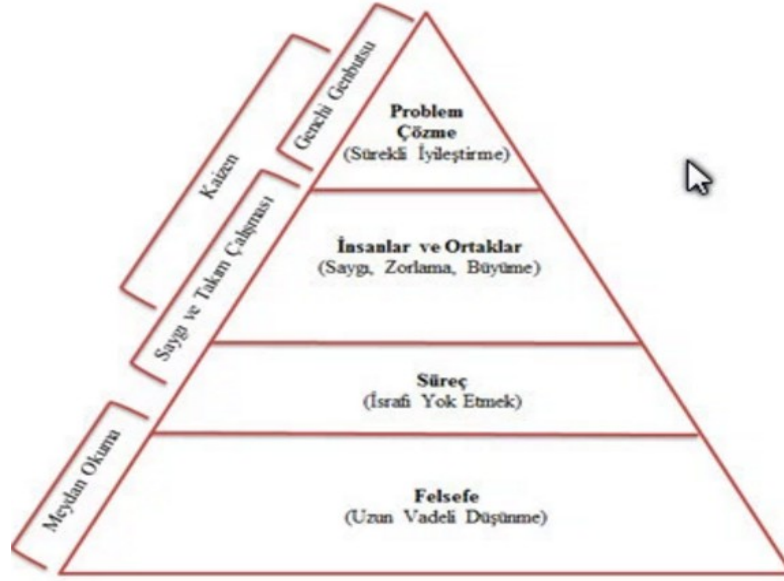 Genchi Genbutsu
Kaizen
Saygı ve Takım Çalışması
Meydan Okuma
Problem
Çözme
(Sürekli İyileştirme)
İnsanlar ve Ortaklar
(Saygı, Zorlama, Büyüme)
Süreç
(İsrafı Yok Etmek)
Felsefe
(Uzun Vadeli Düşünme)